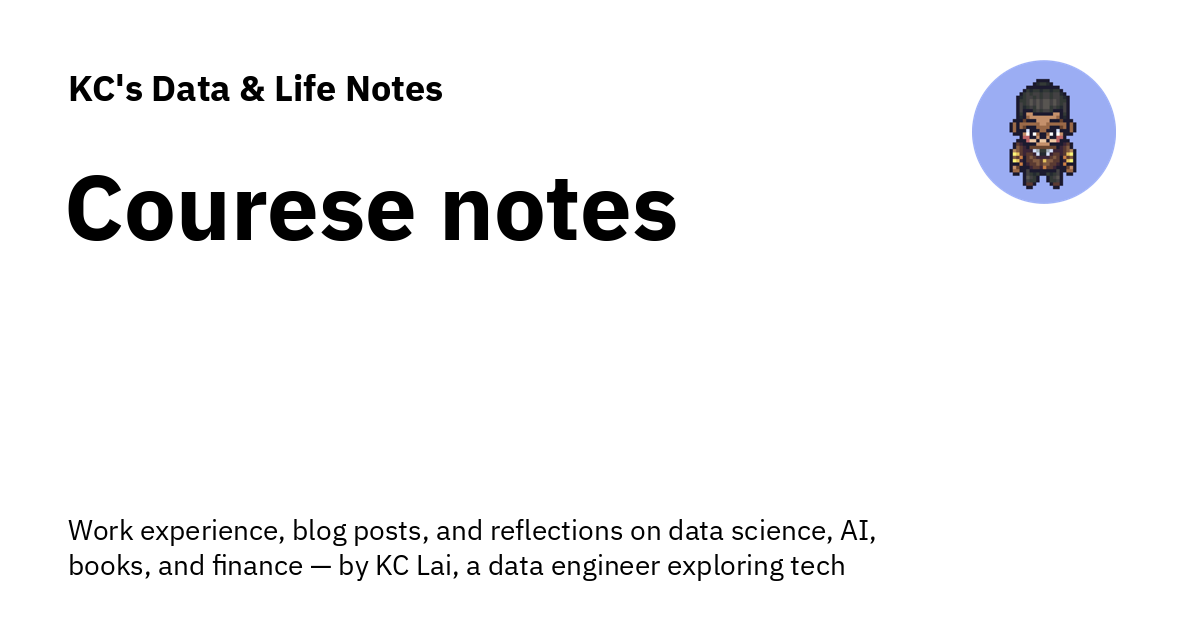 KC's Data & Life Notes
Courese notes
Work experience, blog posts, and reflections on data science, AI,
books, and finance — by KC Lai, a data engineer exploring tech